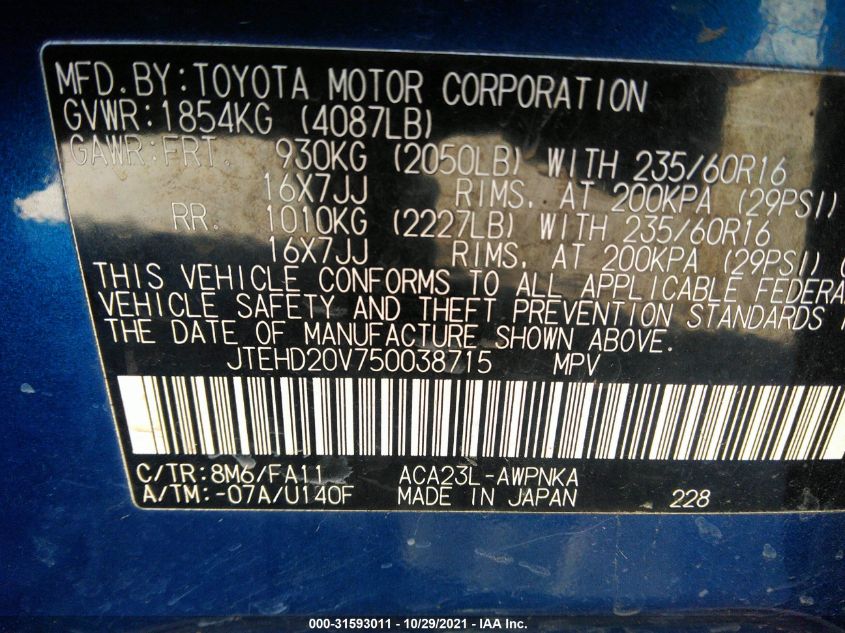 MFD. BY: TOYOTA MOTOR CORPORATION
GVWR: 1854KG (4087LB)
GAWR: FRT. 930KG (2050LB) WITH 235/60R16
16X7JJ RIMS, AT 200KPA (29PSI)
RR. 1010KG (2227LB) WITH 235/60R16
16X7JJ RIMS, AT 200KPA (29PSI) (
THIS VEHICLE CONFORMS TO ALL APPLICABLE FEDERA
VEHICLE SAFETY AND THEFT PREVENTION STANDARDS
THE DATE OF MANUFACTURE SHOWN ABOVE.
JTEHD20V750038715 MPV
C/TR: 8M6/FA11 ACA23L-AWPNKA
A/TM: -07A/U140F MADE IN JAPAN 228
000-31593011 - 10/29/2021 - IAA Inc.